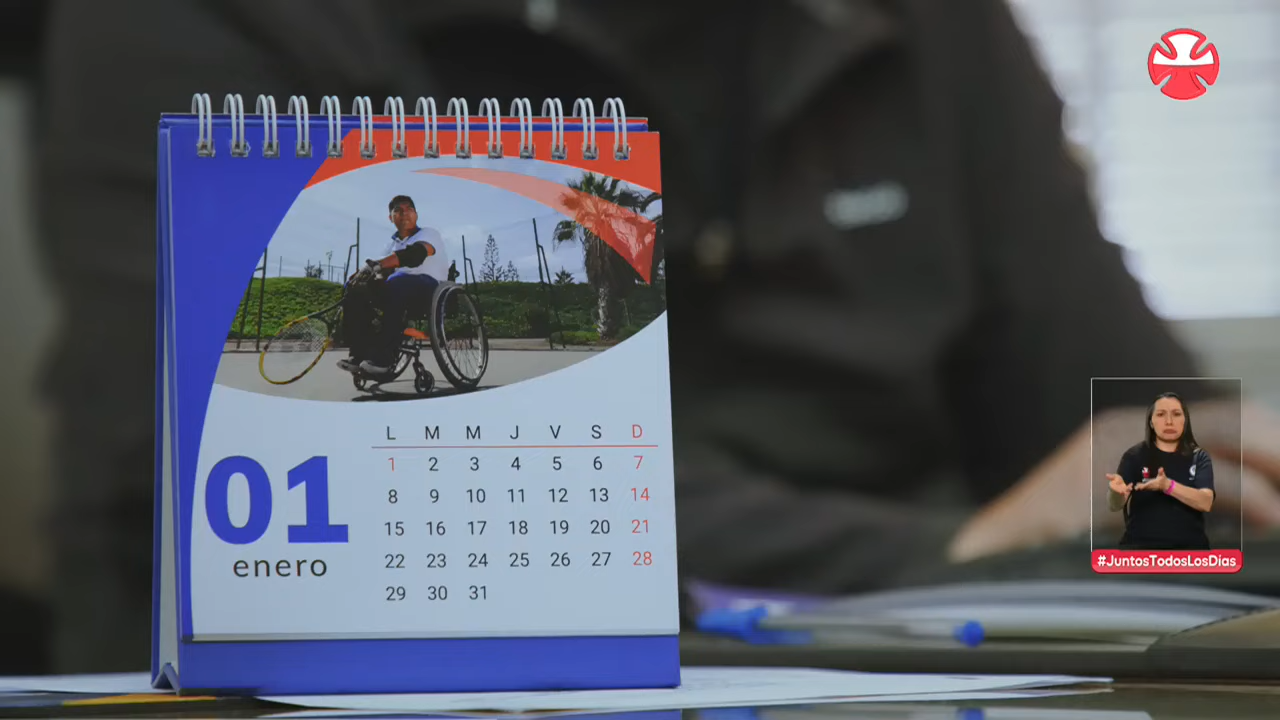 L M M J V S D
1 2 3 4 5 6 7
8 9 10 11 12 13 14
15 16 17 18 19 20 21
22 23 24 25 26 27 28
29 30 31
01
enero
#JuntosTodosLosDías